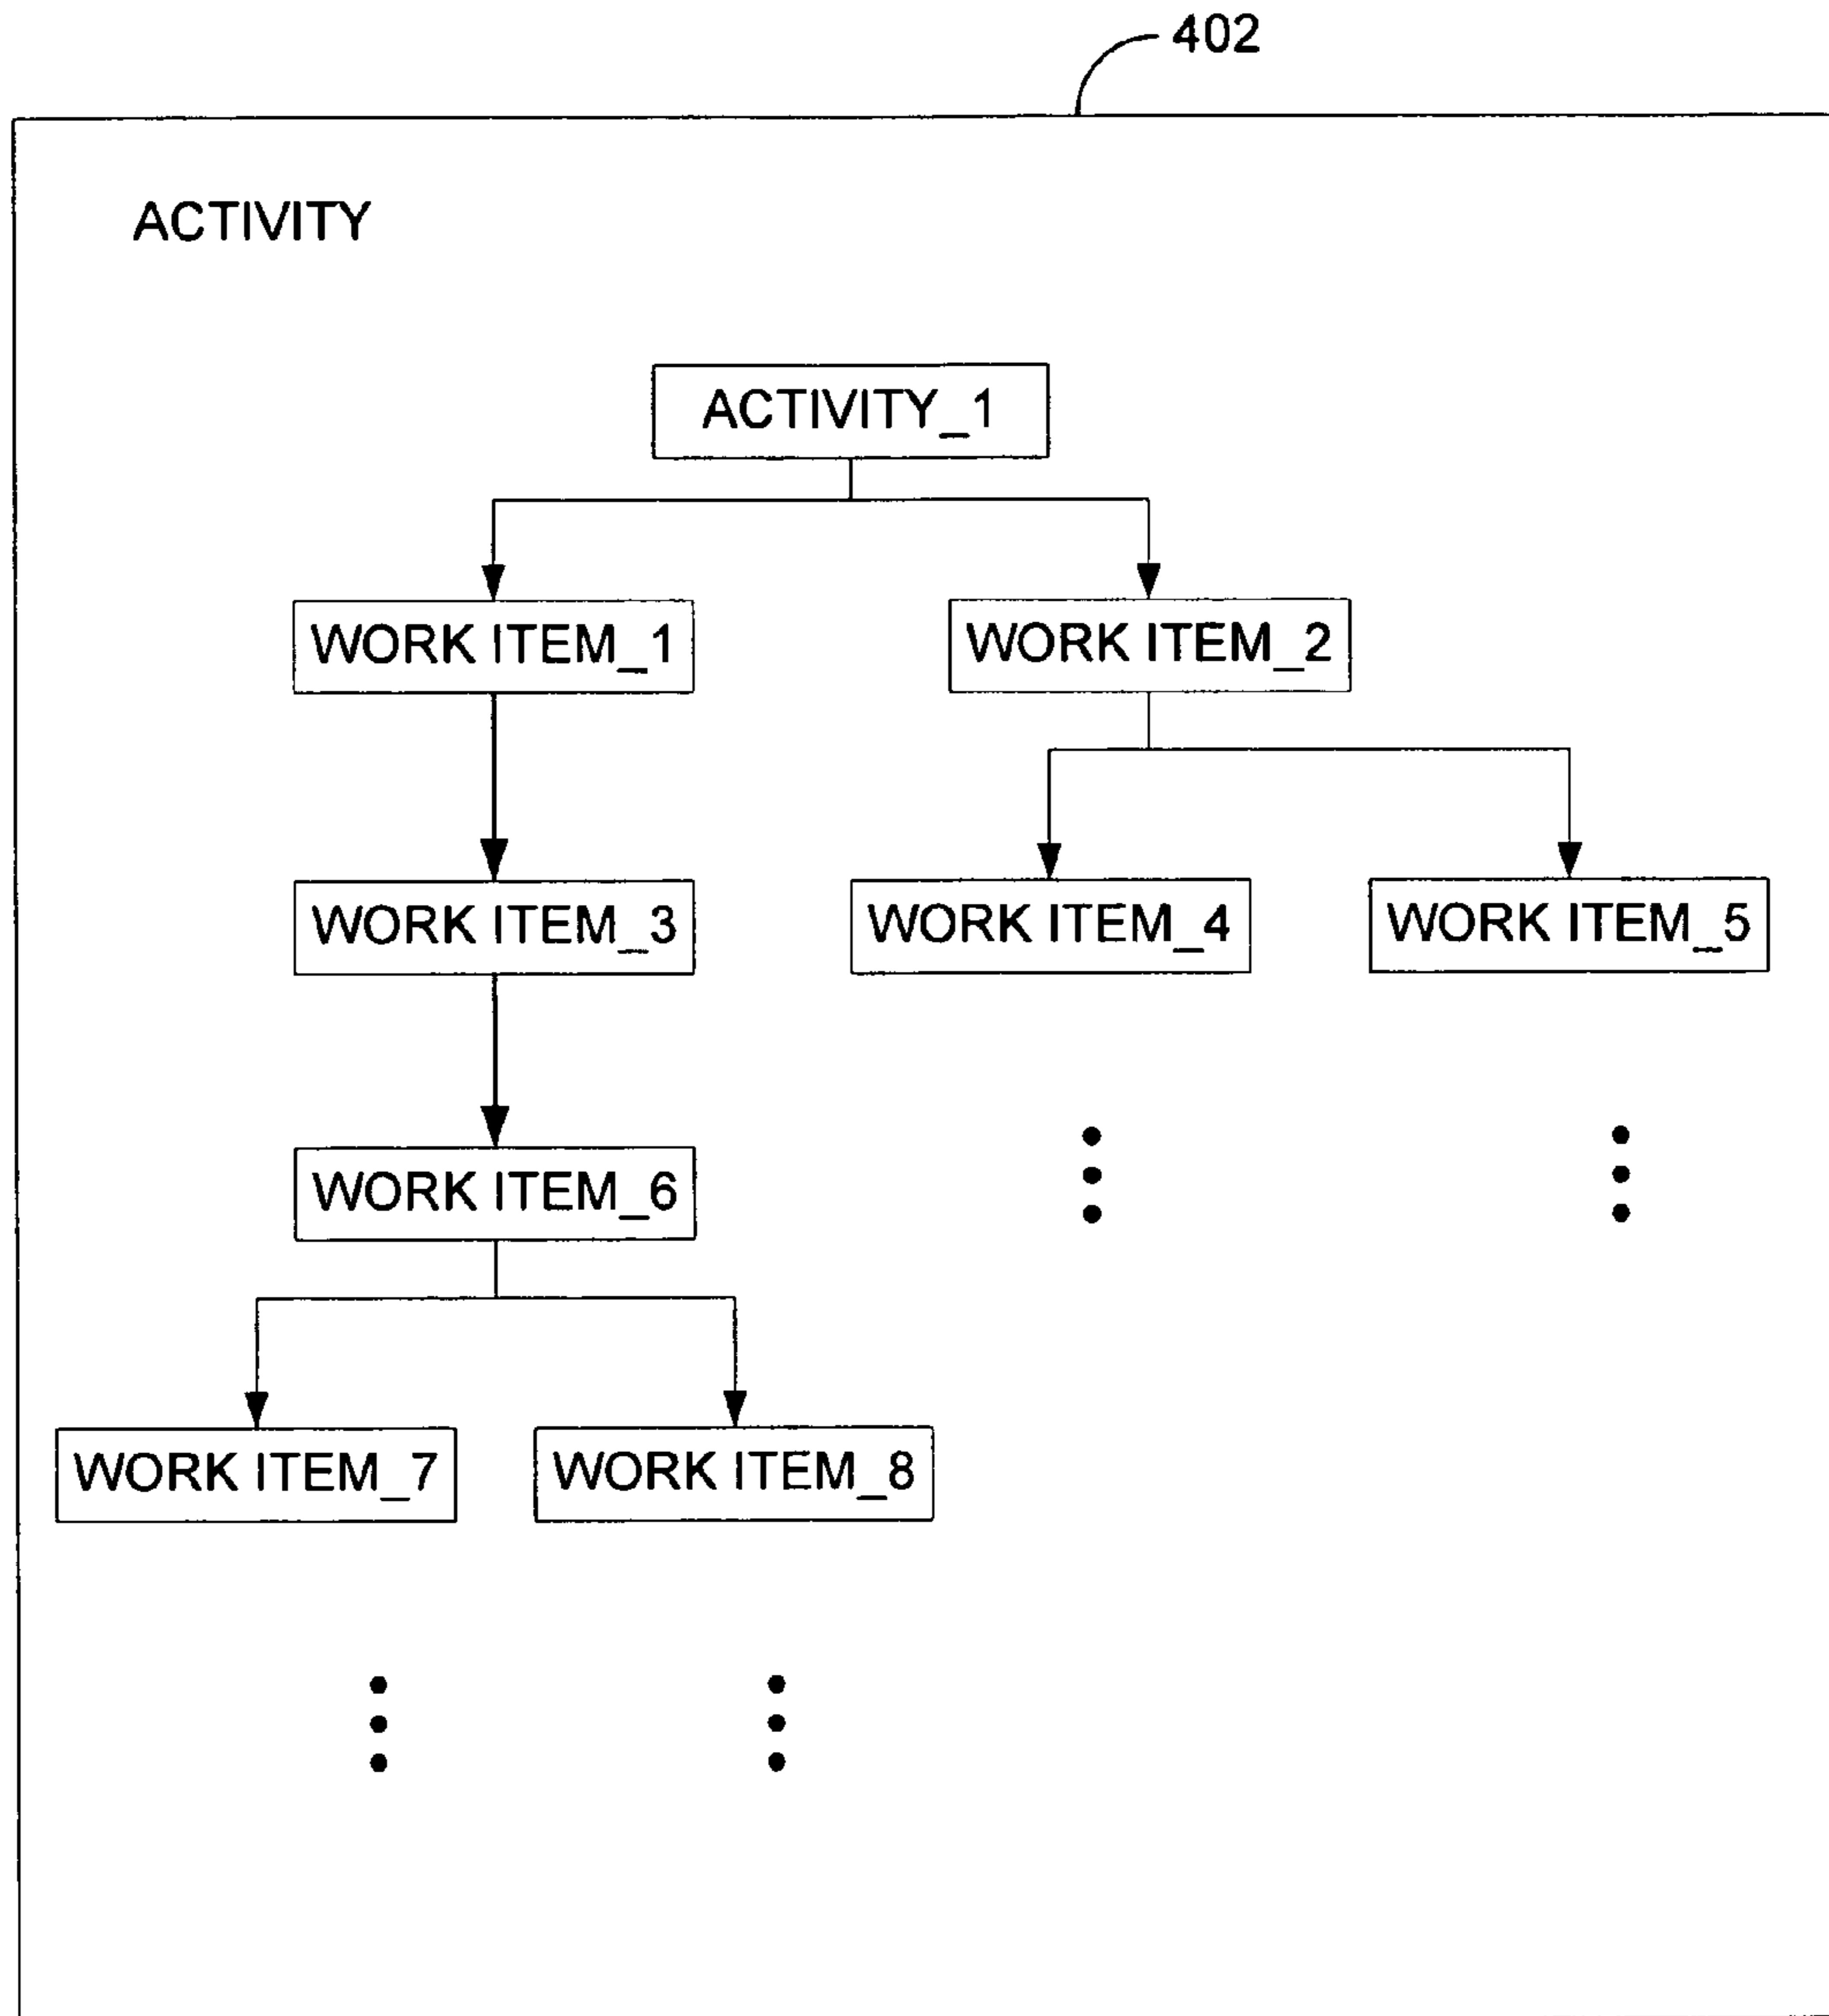 402
ACTIVITY
ACTIVITY_1
WORK ITEM_1
WORK ITEM_2
WORK ITEM_3
WORK ITEM_4
WORK ITEM_5
WORK ITEM_6
WORK ITEM_7
WORK ITEM_8